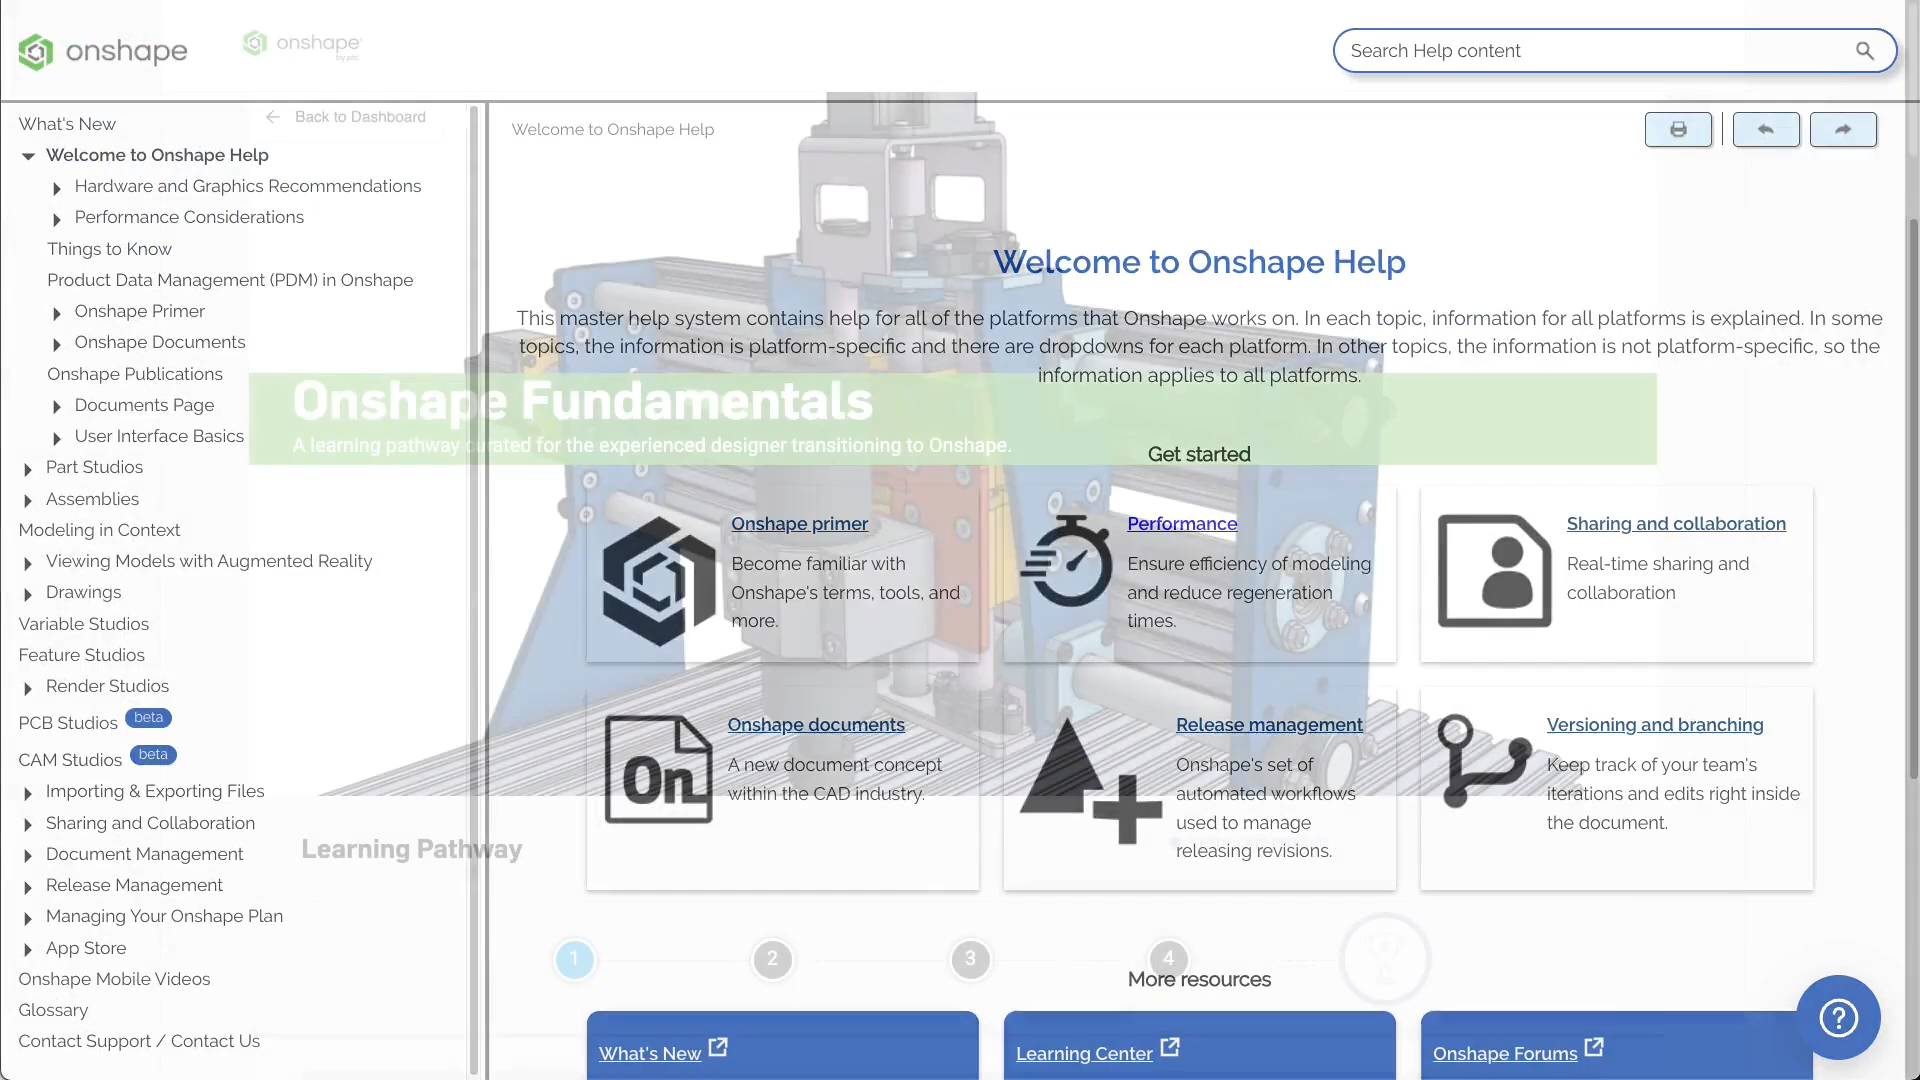 onshape
onshape
by ptc
Search Help content
What's New
Back to Dashboard
Welcome to Onshape Help
Hardware and Graphics Recommendations
Performance Considerations
Things to Know
Product Data Management (PDM) in Onshape
Onshape Primer
Onshape Documents
Onshape Publications
Documents Page
User Interface Basics
Part Studios
Assemblies
Modeling in Context
Viewing Models with Augmented Reality
Drawings
Variable Studios
Feature Studios
Render Studios
PCB Studios beta
CAM Studios beta
Importing & Exporting Files
Sharing and Collaboration
Document Management
Release Management
Managing Your Onshape Plan
App Store
Onshape Mobile Videos
Glossary
Contact Support / Contact Us
Welcome to Onshape Help
Welcome to Onshape Help
This master help system contains help for all of the platforms that Onshape works on. In each topic, information for all platforms is explained. In some
topics, the information is platform-specific and there are dropdowns for each platform. In other topics, the information is not platform-specific, so the
information applies to all platforms.
Onshape Fundamentals
A learning pathway curated for the experienced designer transitioning to Onshape.
Get started
Onshape primer
Become familiar with
Onshape's terms, tools, and
more.
Performance
Ensure efficiency of modeling
and reduce regeneration
times.
Sharing and collaboration
Real-time sharing and
collaboration
On
Onshape documents
A new document concept
within the CAD industry.
Release management
Onshape's set of
automated workflows
used to manage
releasing revisions.
Versioning and branching
Keep track of your team's
iterations and edits right inside
the document.
Learning Pathway
1 2 3 4
More resources
What's New
Learning Center
Onshape Forums
?